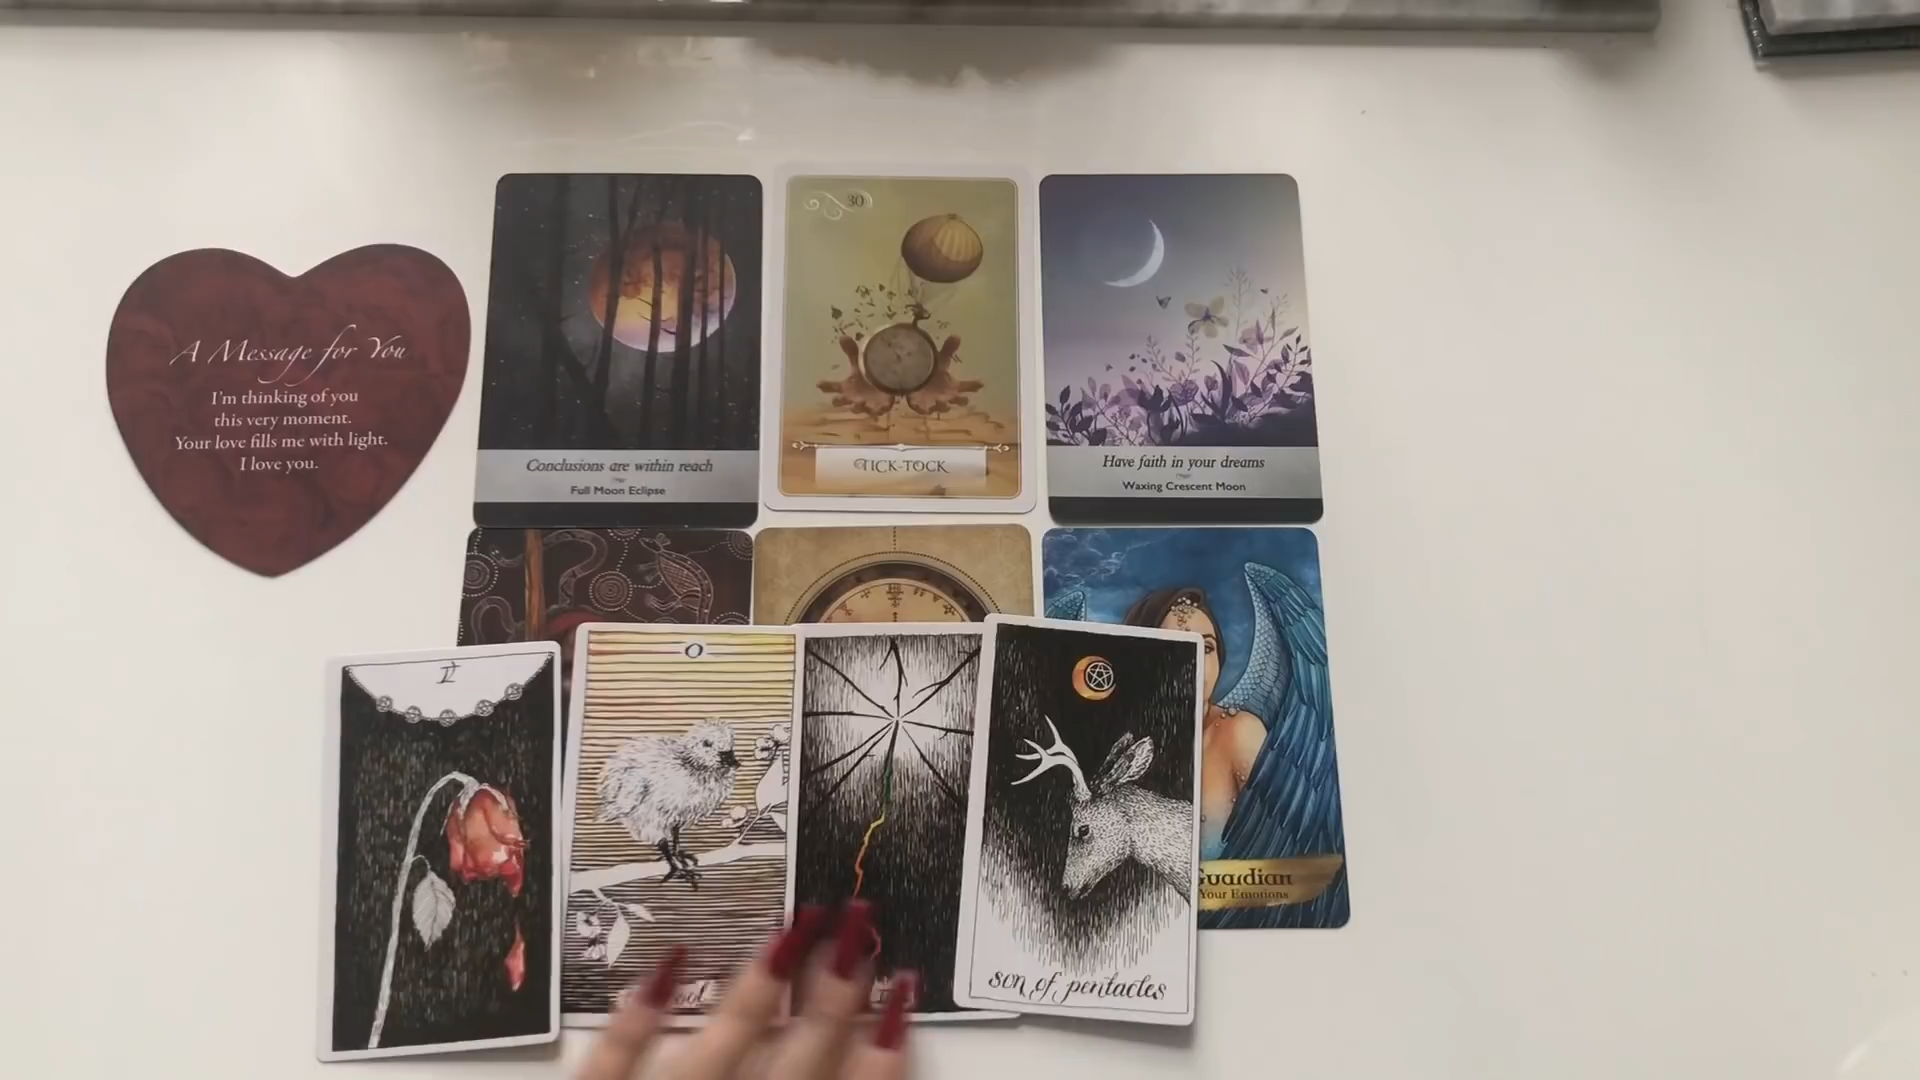 A Message for You
I'm thinking of you
this very moment.
Your love fills me with light.
I love you.
Conclusions are within reach
Full Moon Eclipse
30
TICK-TOCK
Have faith in your dreams
Waxing Crescent Moon
0
son of pentacles
Guardian
Your Emotions